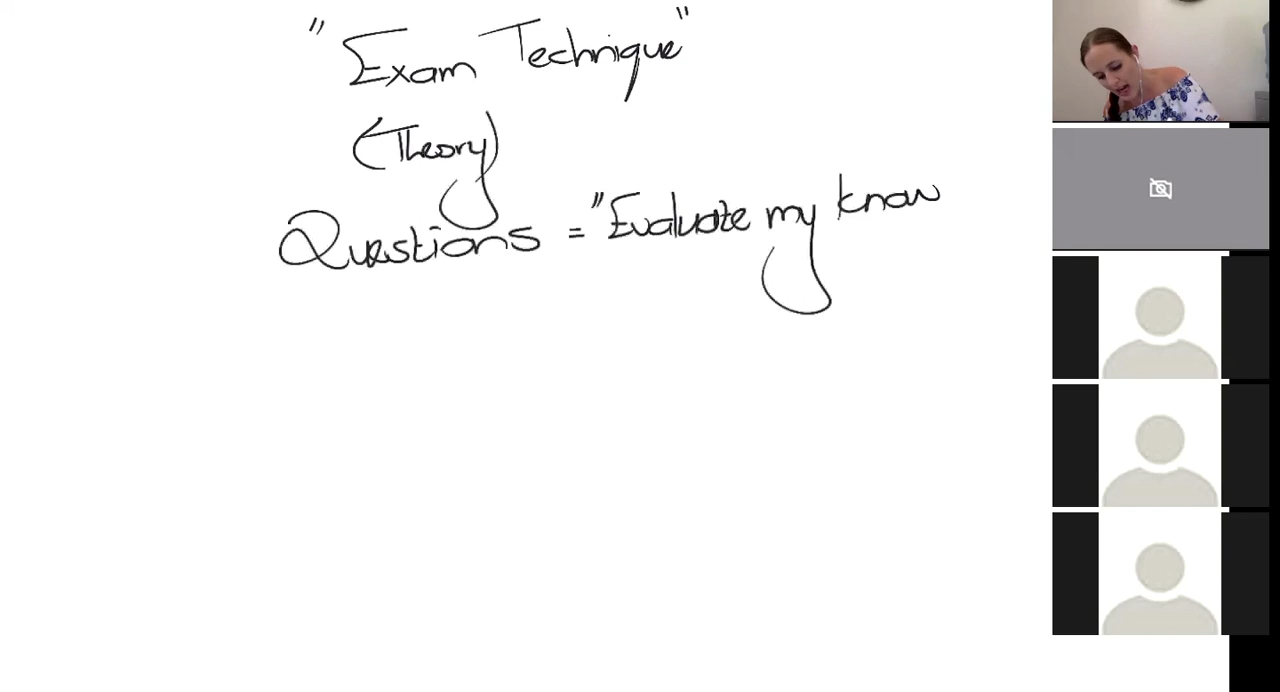 "Exam Technique"
(Theory)
Questions = "Evaluate my know